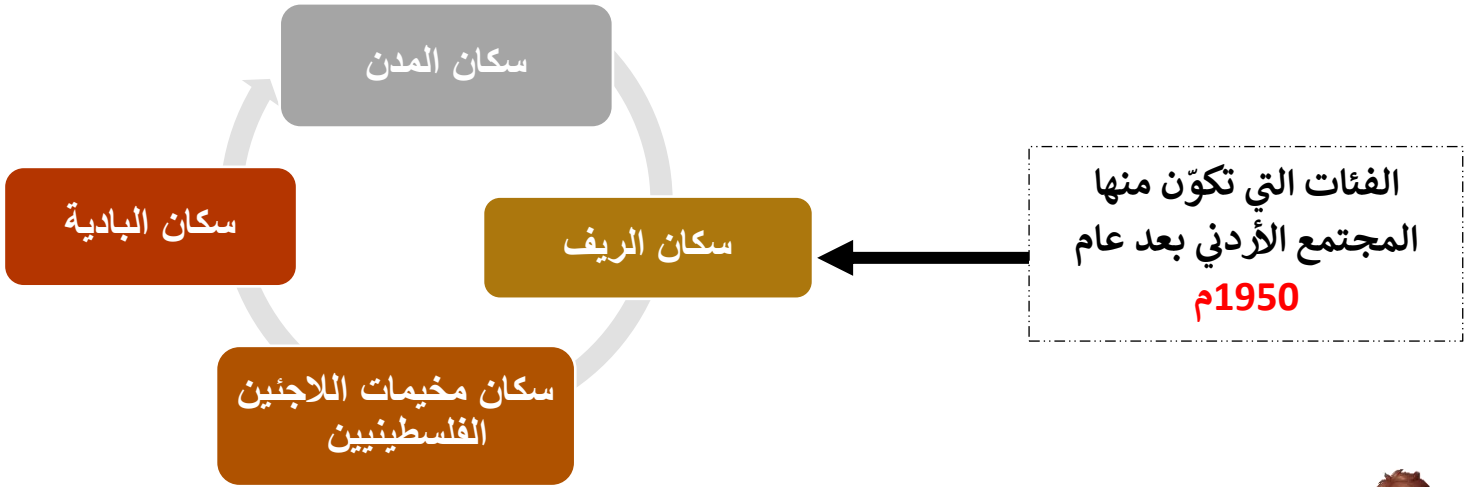 سكان المدن
الفئات التي تكوّن منها
المجتمع الأردني بعد عام
1950م
سكان الريف
سكان البادية
سكان مخيمات اللاجئين
الفلسطينيين